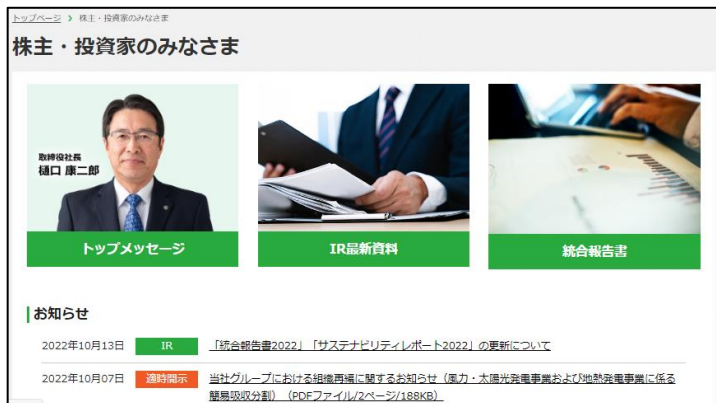 トップページ > 株主・投資家のみなさま
株主・投資家のみなさま
取締役社長
樋口 康二郎
トップメッセージ
IR最新資料
統合報告書
お知らせ
2022年10月13日 IR 「統合報告書2022」「サステナビリティレポート2022」の更新について
2022年10月07日 適時開示 当社グループにおける組織再編に関するお知らせ（風力・太陽光発電事業および地熱発電事業に係る
簡易吸収分割）（PDFファイル/2ページ/188KB）